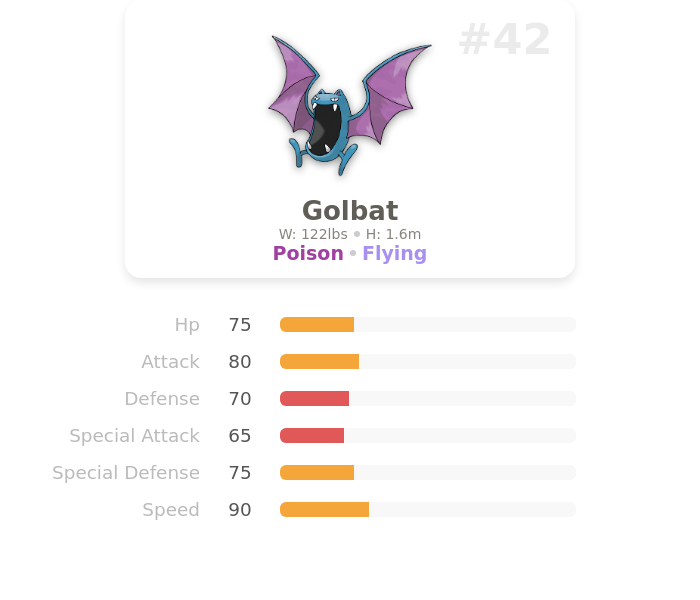 #42
Golbat
W: 122lbs • H: 1.6m
Poison • Flying
Hp 75
Attack 80
Defense 70
Special Attack 65
Special Defense 75
Speed 90